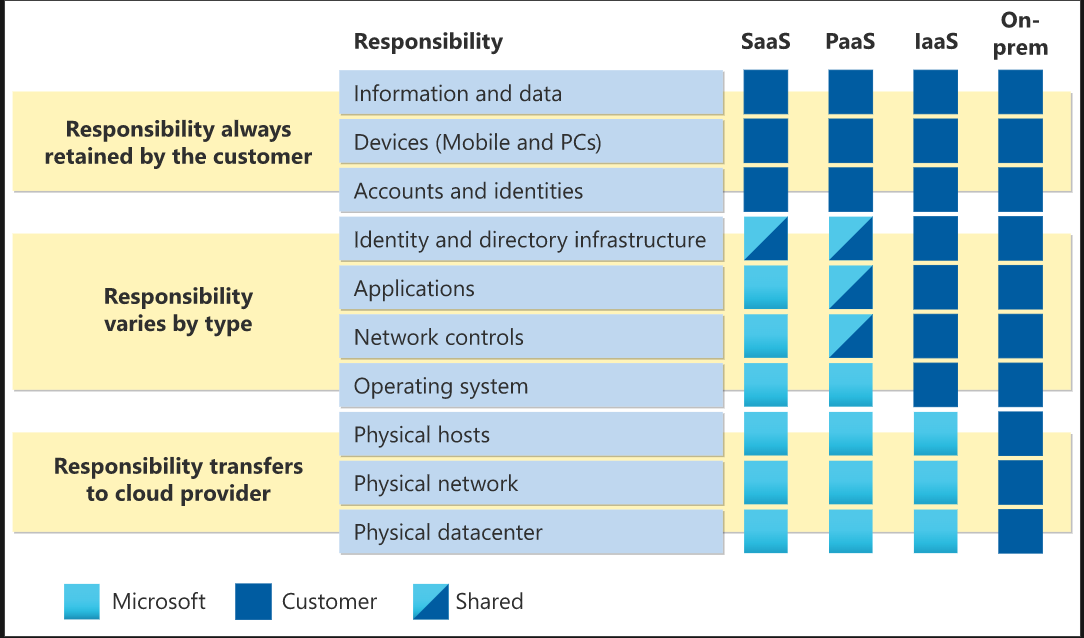 Responsibility
SaaS
PaaS
IaaS
On-
prem
Responsibility always
retained by the customer
Information and data
Devices (Mobile and PCs)
Accounts and identities
Responsibility
varies by type
Identity and directory infrastructure
Applications
Network controls
Operating system
Responsibility transfers
to cloud provider
Physical hosts
Physical network
Physical datacenter
Microsoft
Customer
Shared